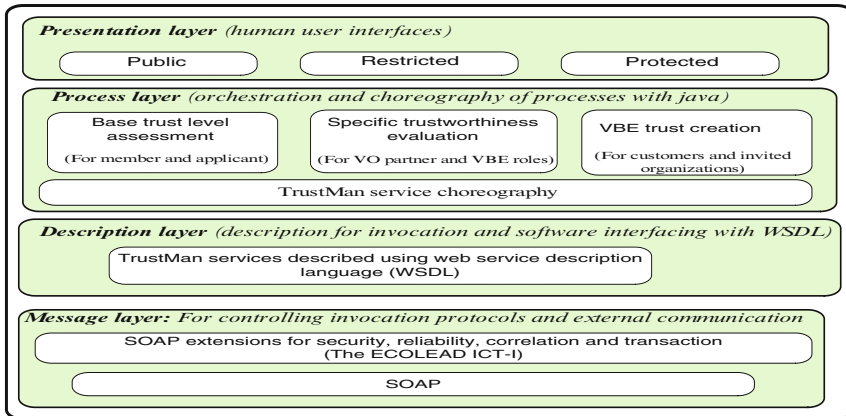 Presentation layer (human user interfaces)
Public
Restricted
Protected
Process layer (orchestration and choreography of processes with java)
Base trust level
assessment
(For member and applicant)
Specific trustworthiness
evaluation
(For VO partner and VBE roles)
VBE trust creation
(For customers and invited
organizations)
TrustMan service choreography
Description layer (description for invocation and software interfacing with WSDL)
TrustMan services described using web service description
language (WSDL)
Message layer: For controlling invocation protocols and external communication
SOAP extensions for security, reliability, correlation and transaction
(The ECOLEAD ICT-I)
SOAP